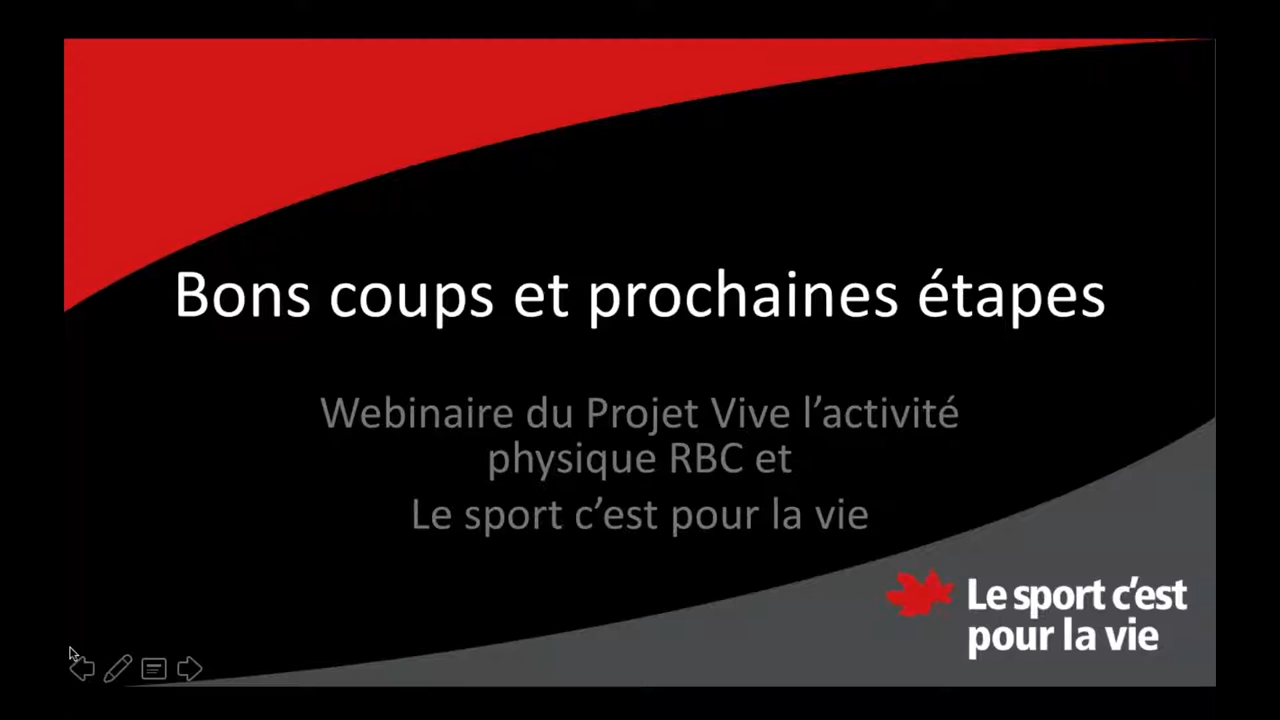 Bons coups et prochaines étapes
Webinaire du Projet Vive l’activité
physique RBC et
Le sport c’est pour la vie
Le sport c’est
pour la vie